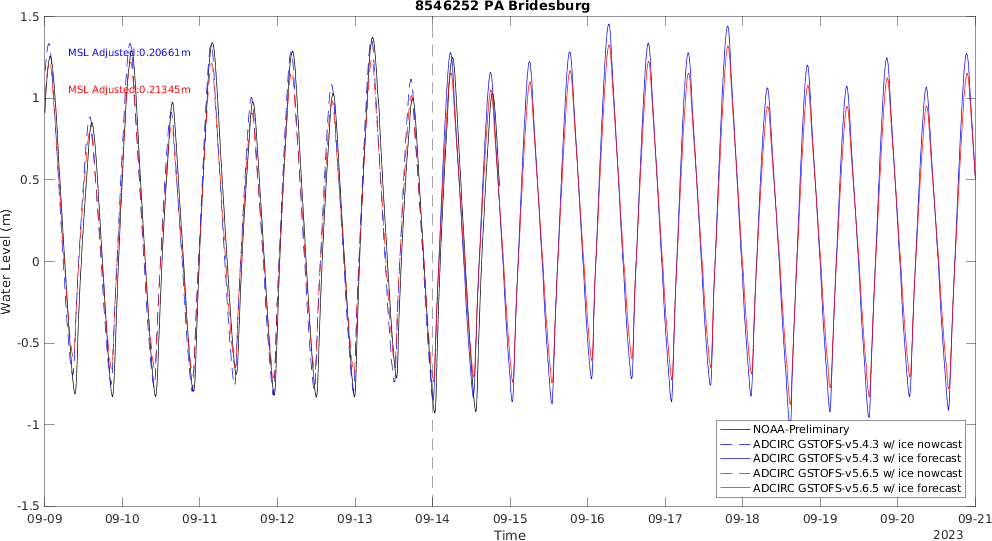 8546252 PA Bridesburg
1.5
MSL Adjusted:0.20661m
MSL Adjusted:0.21345m
1
0.5
0
-0.5
-1
-1.5
Water Level (m)
NOAA-Preliminary
ADCIRC GSTOFS-v5.4.3 w/ ice nowcast
ADCIRC GSTOFS-v5.4.3 w/ ice forecast
ADCIRC GSTOFS-v5.6.5 w/ ice nowcast
ADCIRC GSTOFS-v5.6.5 w/ ice forecast
09-09 09-10 09-11 09-12 09-13 09-14 09-15 09-16 09-17 09-18 09-19 09-20 09-21
Time
2023